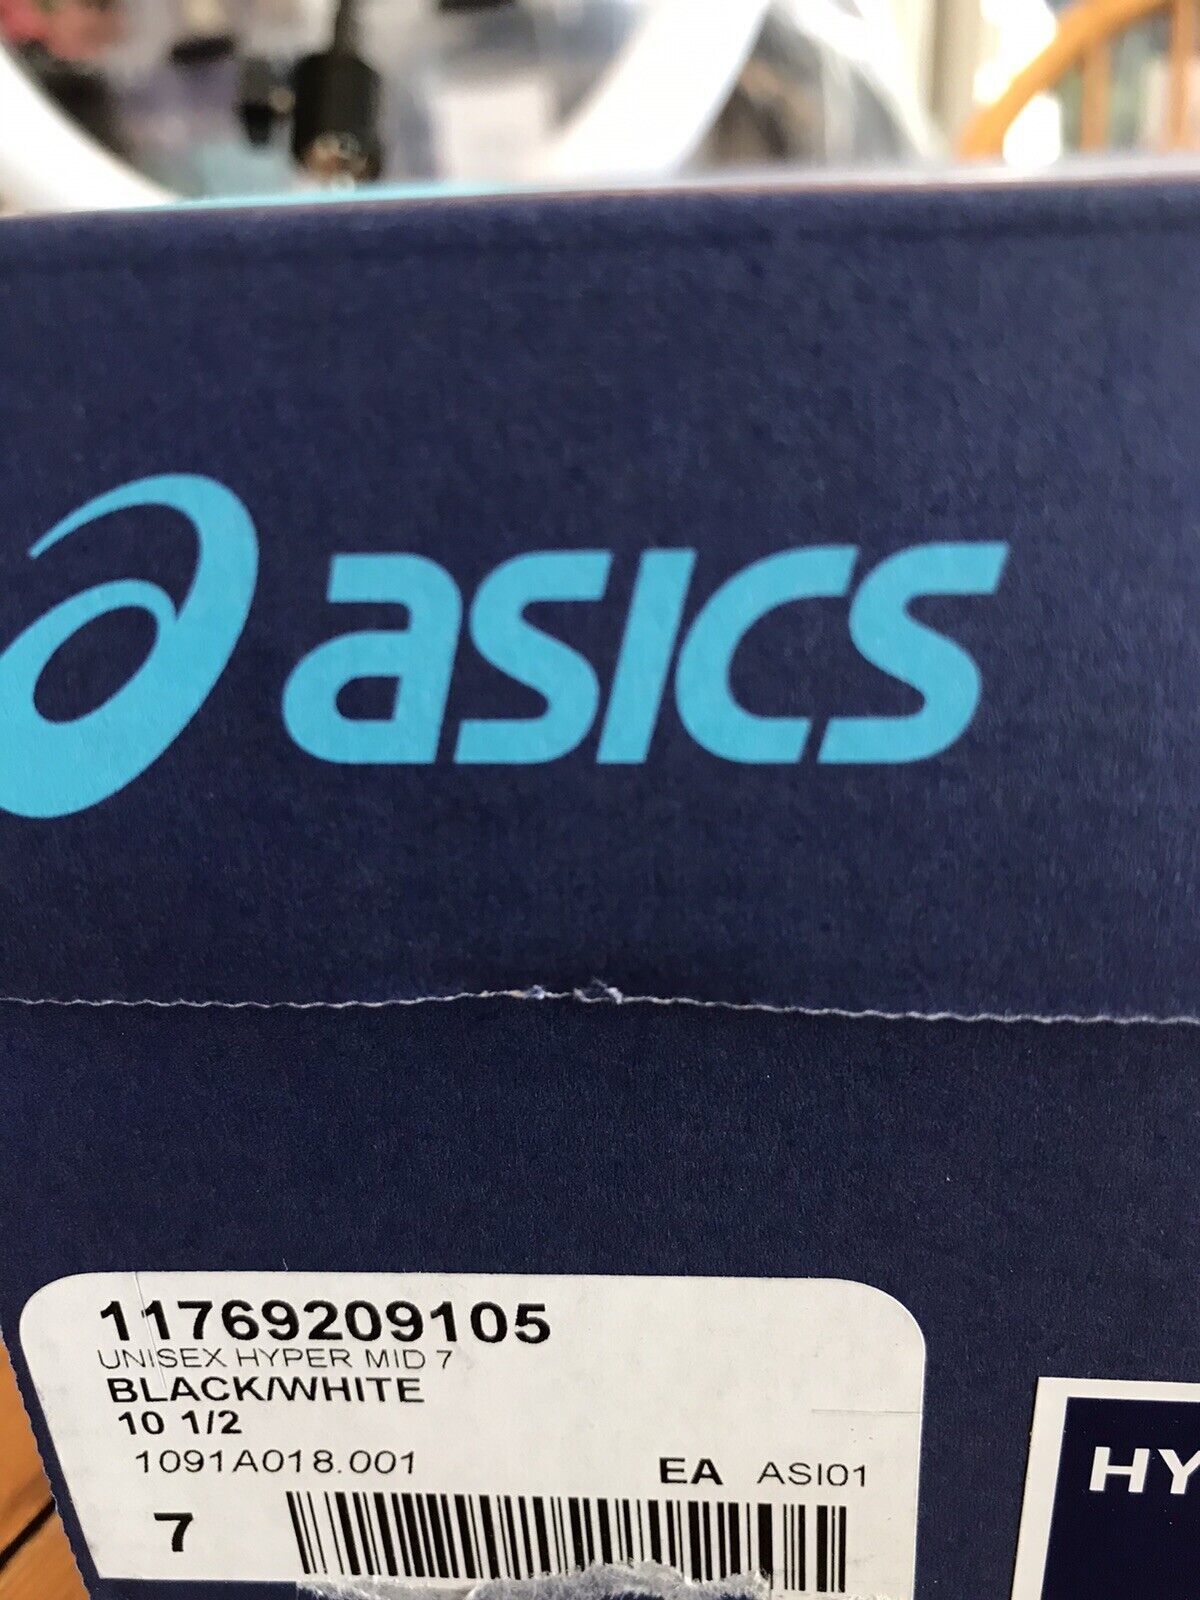 asics
11769209105
UNISEX HYPER MID 7
BLACK/WHITE
10 1/2
1091A018.001
EA ASI01
7
HY